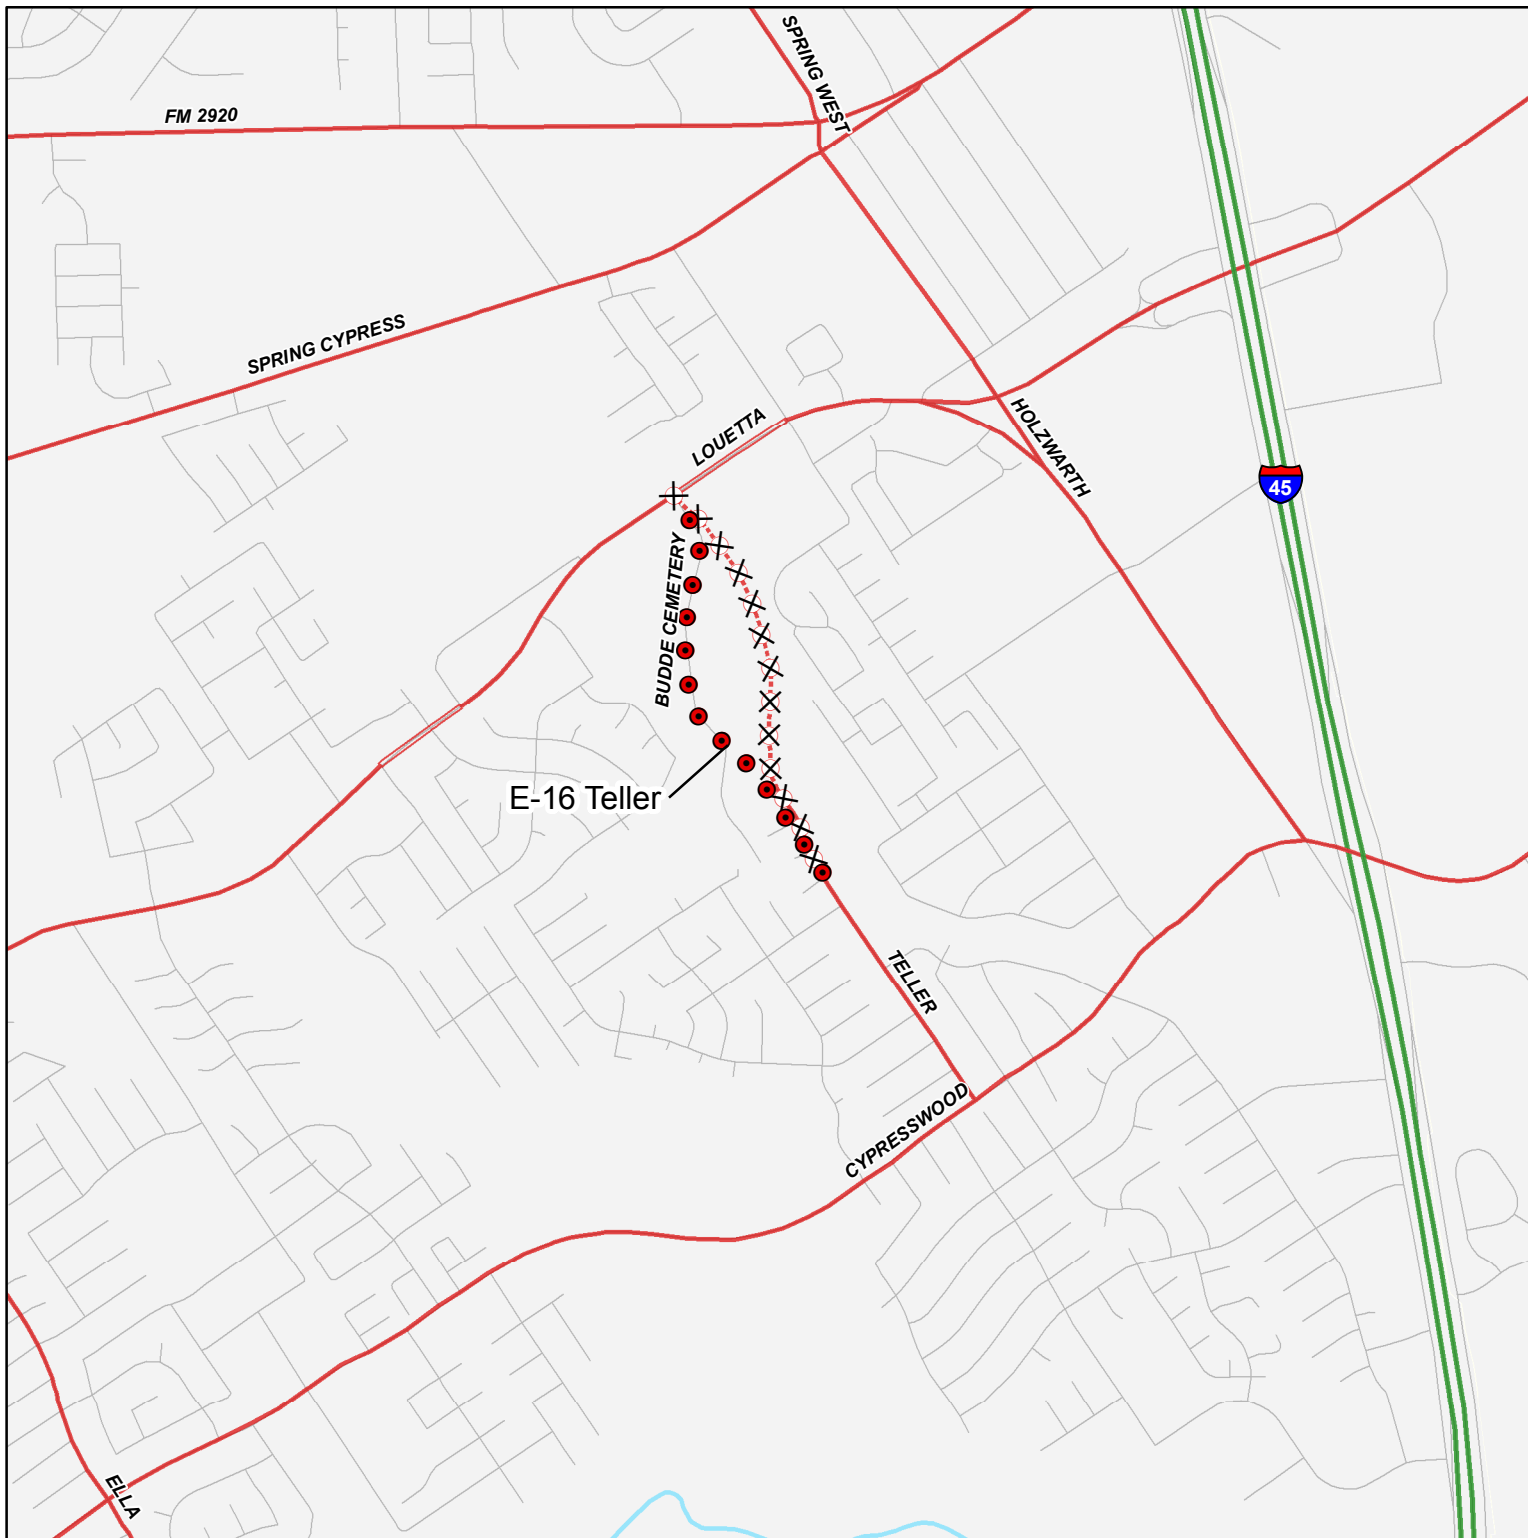 SPRING WEST
FM 2920
SPRING CYPRESS
LOUETTA
HOLZWARTH
45
BUDDE CEMETERY
E-16 Teller
TELLER
CYPRESSWOOD
ELLA